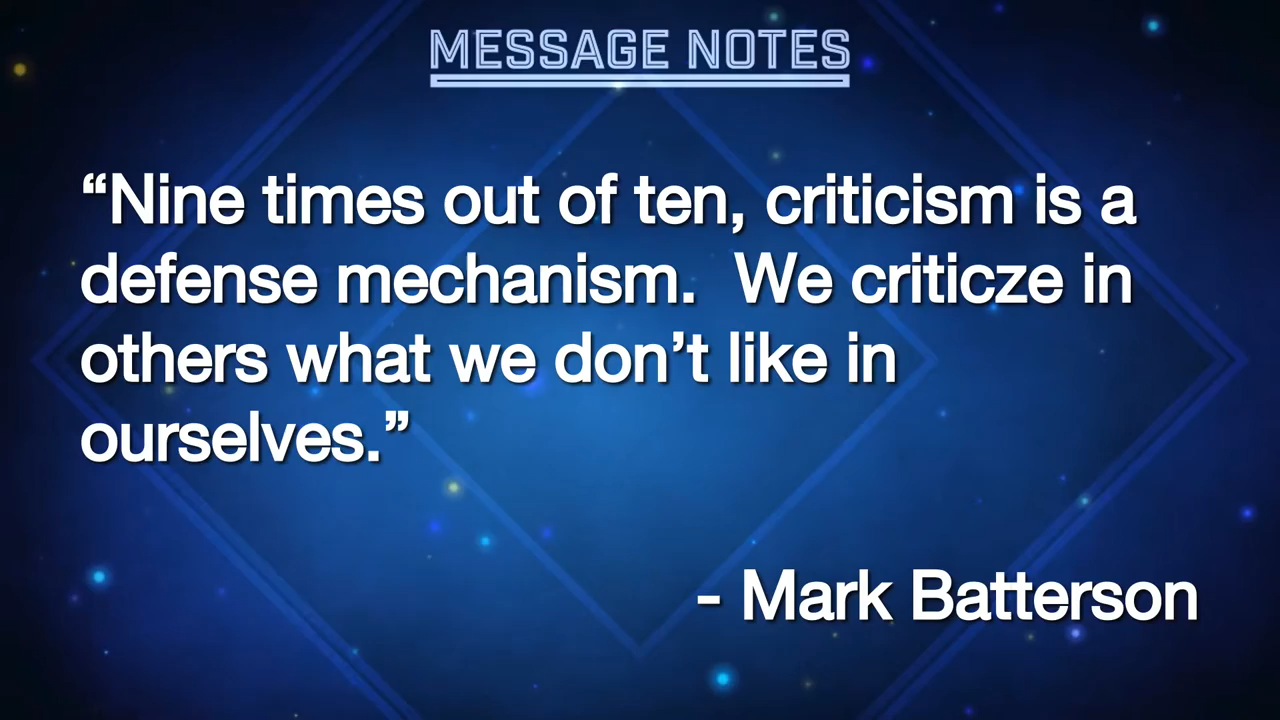 MESSAGE NOTES
“Nine times out of ten, criticism is a
defense mechanism.  We criticze in
others what we don’t like in
ourselves.”
- Mark Batterson